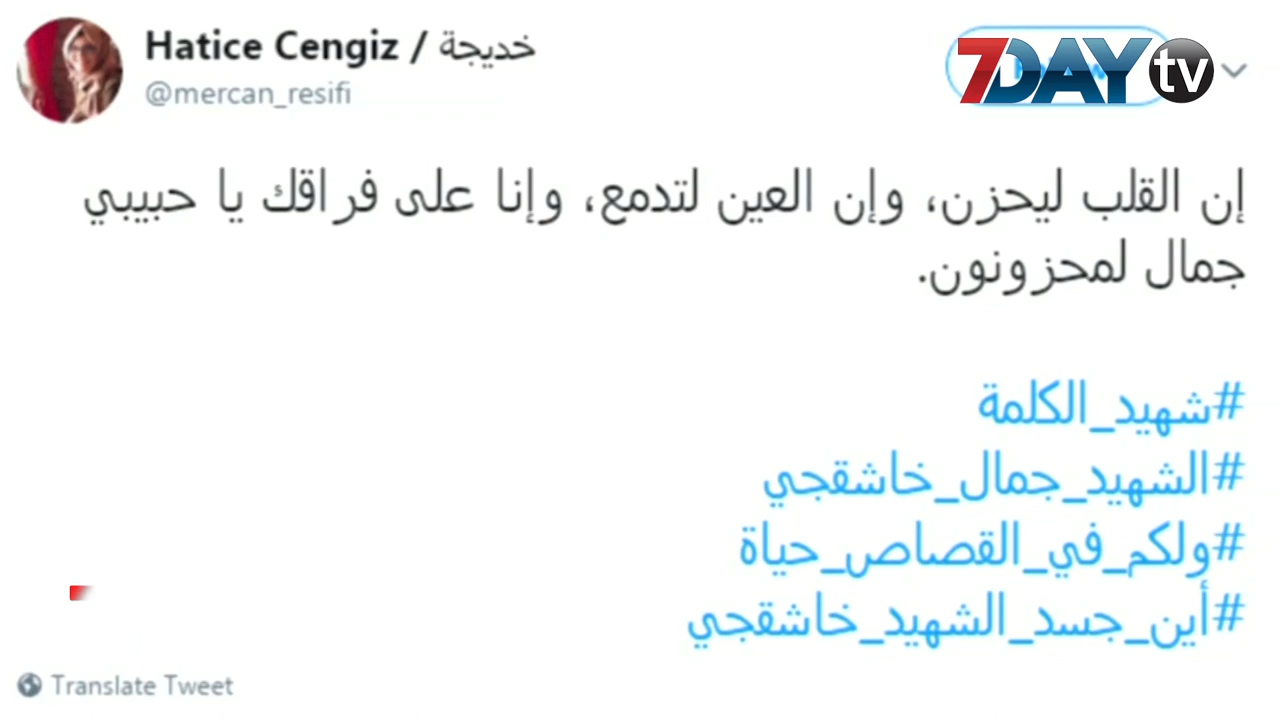 Hatice Cengiz / خديجة
@mercan_resifi
7DAY tv
إن القلب ليحزن، وإن العين لتدمع، وإنا على فراقك يا حبيبي
جمال لمحزونون.
#شهيد_الكلمة
#الشهيد_جمال_خاشقجي
#ولكم_في_القصاص_حياة
#أين_جسد_الشهيد_خاشقجي
Translate Tweet